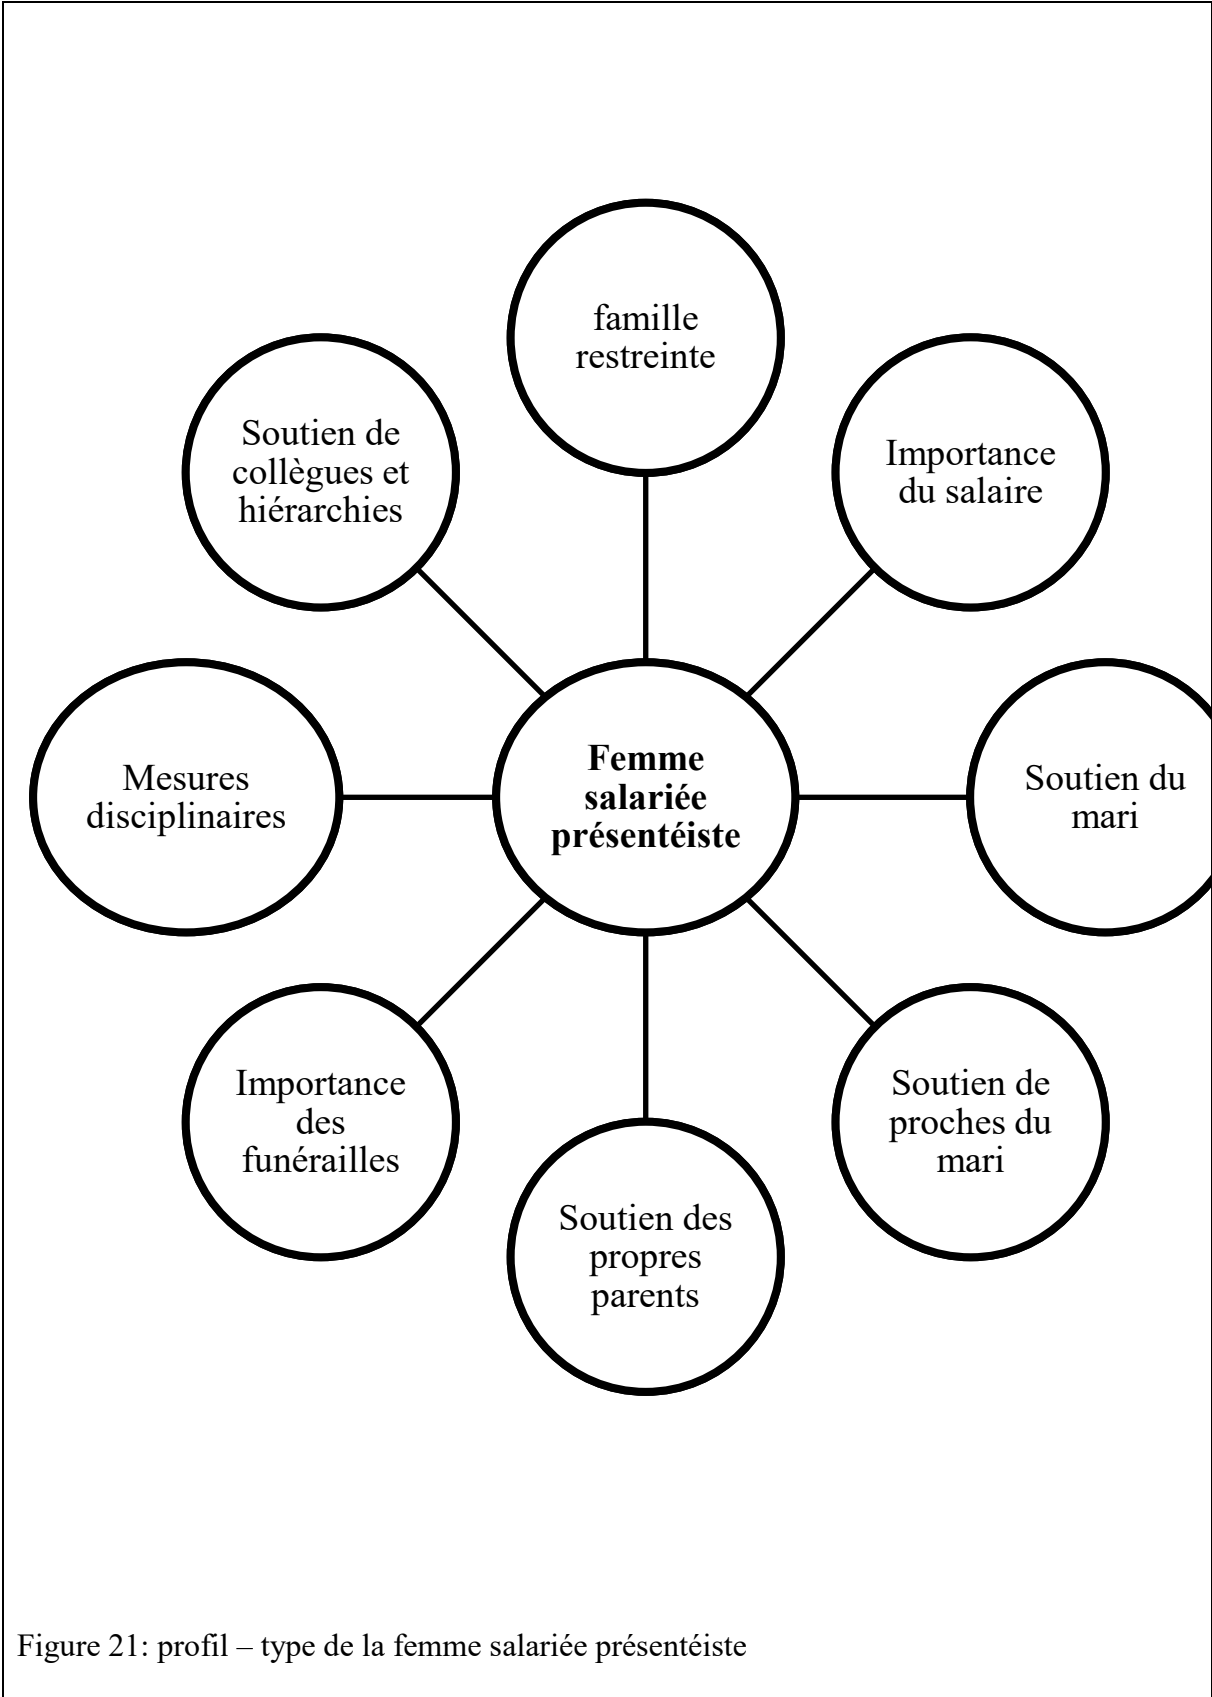 famille
restreinte
Importance
du salaire
Soutien du
mari
Soutien de
proches du
mari
Soutien des
propres
parents
Importance
des
funérailles
Mesures
disciplinaires
Soutien de
collègues et
hiérarchies
Femme
salariée
présentéiste
Figure 21: profil – type de la femme salariée présentéiste